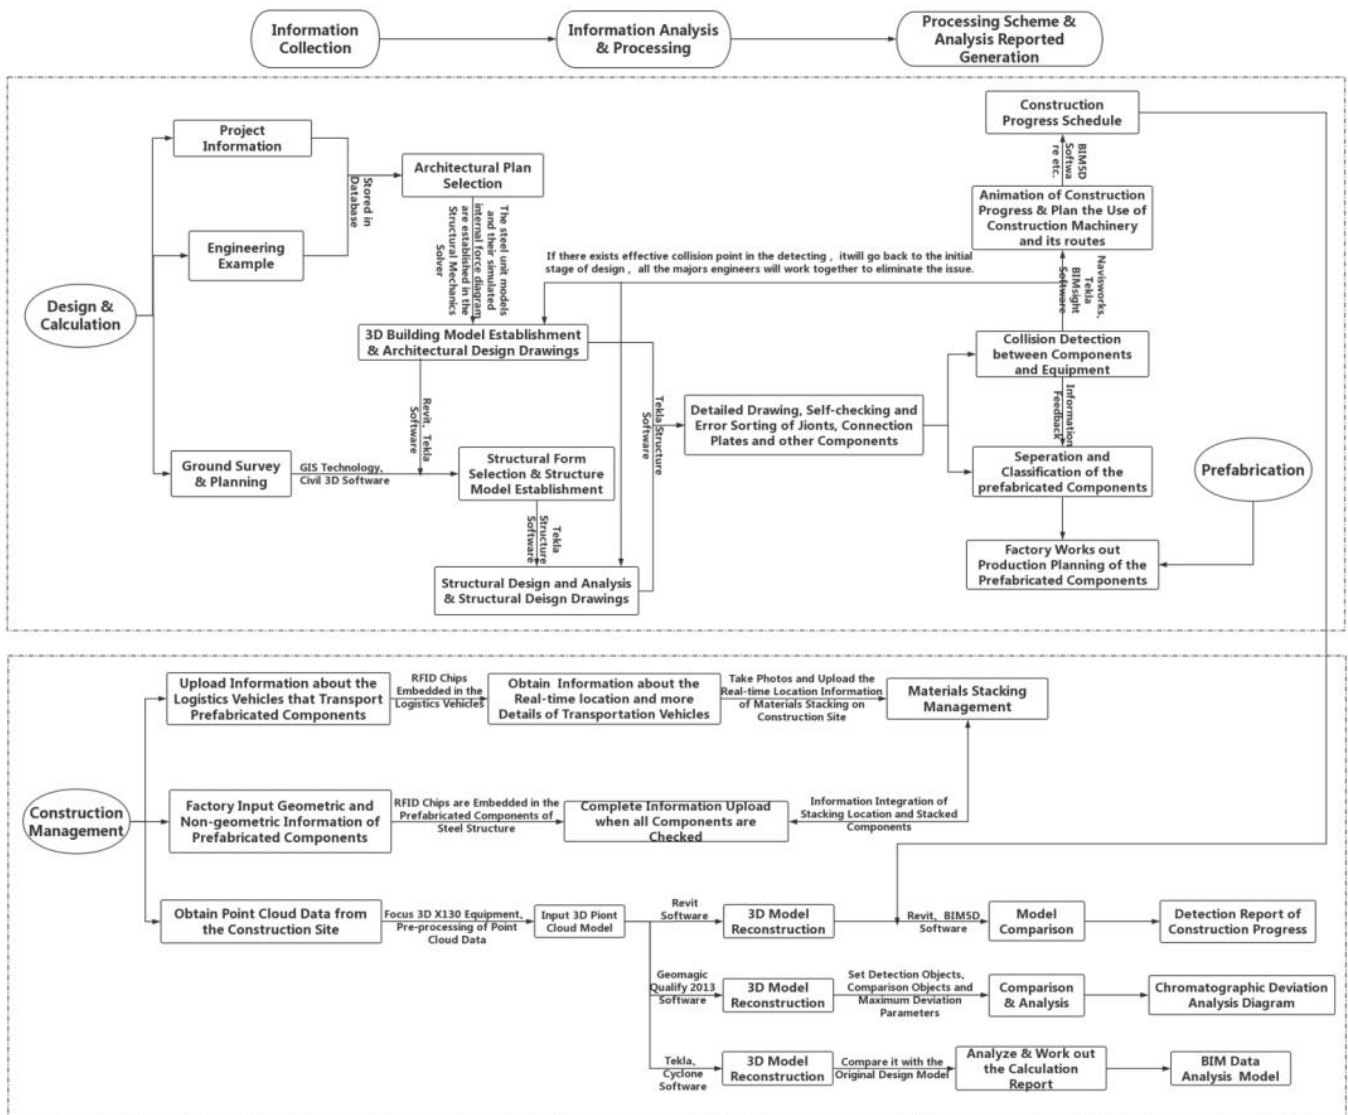 Information
Collection
Information Analysis
& Processing
Processing Scheme &
Analysis Reported
Generation
Construction
Progress Schedule
Project
Information
Stored in
Database
Architectural Plan
Selection
BIM5D
Softwa
re etc.
Animation of Construction
Progress & Plan the Use of
Construction Machinery
and its routes
Engineering
Example
The steel unit models
and their simulated
internal force diagram
are established in the
Structural Mechanics
Solver
If there exists effective collision point in the detecting， itwill go back to the initial
stage of design， all the majors engineers will work together to eliminate the issue.
Navisworks、
Tekla
BIMsight
Software
Design &
Calculation
3D Building Model Establishment
& Architectural Design Drawings
Collision Detection
between Components
and Equipment
Revit、Tekla
Software
Tekla Structure
Software
Detailed Drawing, Self-checking and
Error Sorting of Jionts, Connection
Plates and other Components
Information
Feedback
Ground Survey
& Planning
GIS Technology、
Civil 3D Software
Structural Form
Selection & Structure
Model Establishment
Seperation and
Classification of the
prefabricated Components
Prefabrication
Tekla
Structure
Software
Structural Design and Analysis
& Structural Deisgn Drawings
Factory Works out
Production Planning of the
Prefabricated Components
Upload Information about the
Logistics Vehicles that Transport
Prefabricated Components
RFID Chips
Embedded in the
Logistics Vehicles
Obtain Information about the
Real-time location and more
Details of Transportation Vehicles
Take Photos and Upload the
Real-time Location Information
of Materials Stacking on
Construction Site
Materials Stacking
Management
Construction
Management
Factory Input Geometric and
Non-geometric Information of
Prefabricated Components
RFID Chips are Embedded in the
Prefabricated Components of
Steel Structure
Complete Information Upload
when all Components are
Checked
Information Integration of
Stacking Location and Stacked
Components
Obtain Point Cloud Data from
the Construction Site
Focus 3D X130 Equipment、
Pre-processing of Point
Cloud Data
Input 3D Piont
Cloud Model
Revit
Software
3D Model
Reconstruction
Revit、BIM5D
Software
Model
Comparison
Detection Report of
Construction Progress
Geomagic
Qualify 2013
Software
3D Model
Reconstruction
Set Detection Objects、
Comparison Objects and
Maximum Deviation
Parameters
Comparison
& Analysis
Chromatographic Deviation
Analysis Diagram
Tekla、
Cyclone
Software
3D Model
Reconstruction
Compare it with the
Original Design Model
Analyze & Work out
the Calculation
Report
BIM Data
Analysis Model